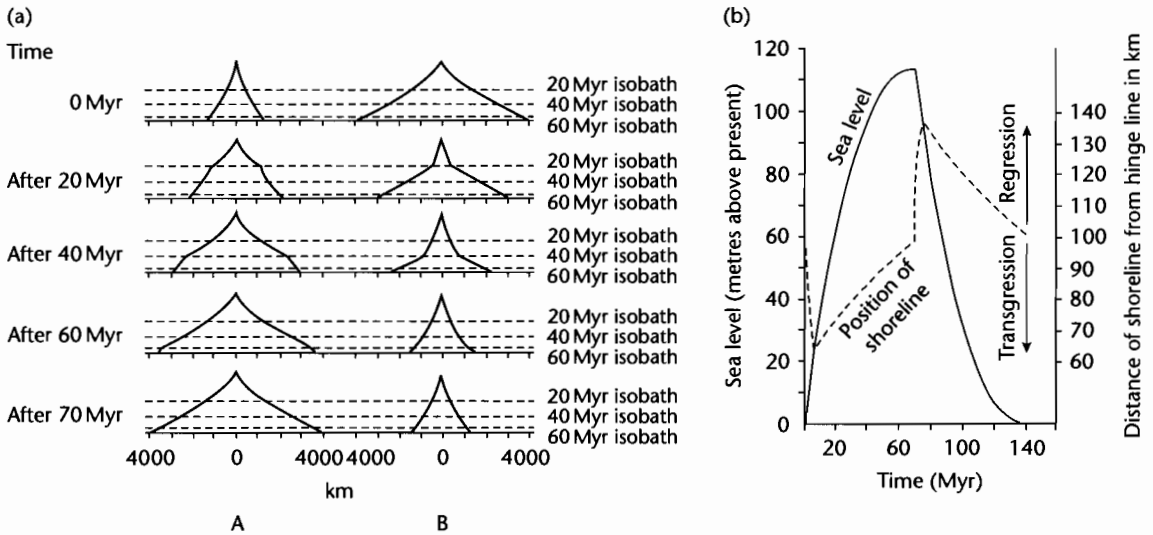 (a)
Time
0 Myr
20 Myr isobath
40 Myr isobath
60 Myr isobath
After 20 Myr
20 Myr isobath
40 Myr isobath
60 Myr isobath
After 40 Myr
20 Myr isobath
40 Myr isobath
60 Myr isobath
After 60 Myr
20 Myr isobath
40 Myr isobath
60 Myr isobath
After 70 Myr
20 Myr isobath
40 Myr isobath
60 Myr isobath
4000 0 4000 4000 0 4000
km
A B
(b)
Sea level (metres above present)
120
100
80
60
40
20
0
Sea level
Position of
shoreline
Regression
Transgression
140
130
120
110
100
90
80
70
60
Distance of shoreline from hinge line in km
20 60 100 140
Time (Myr)